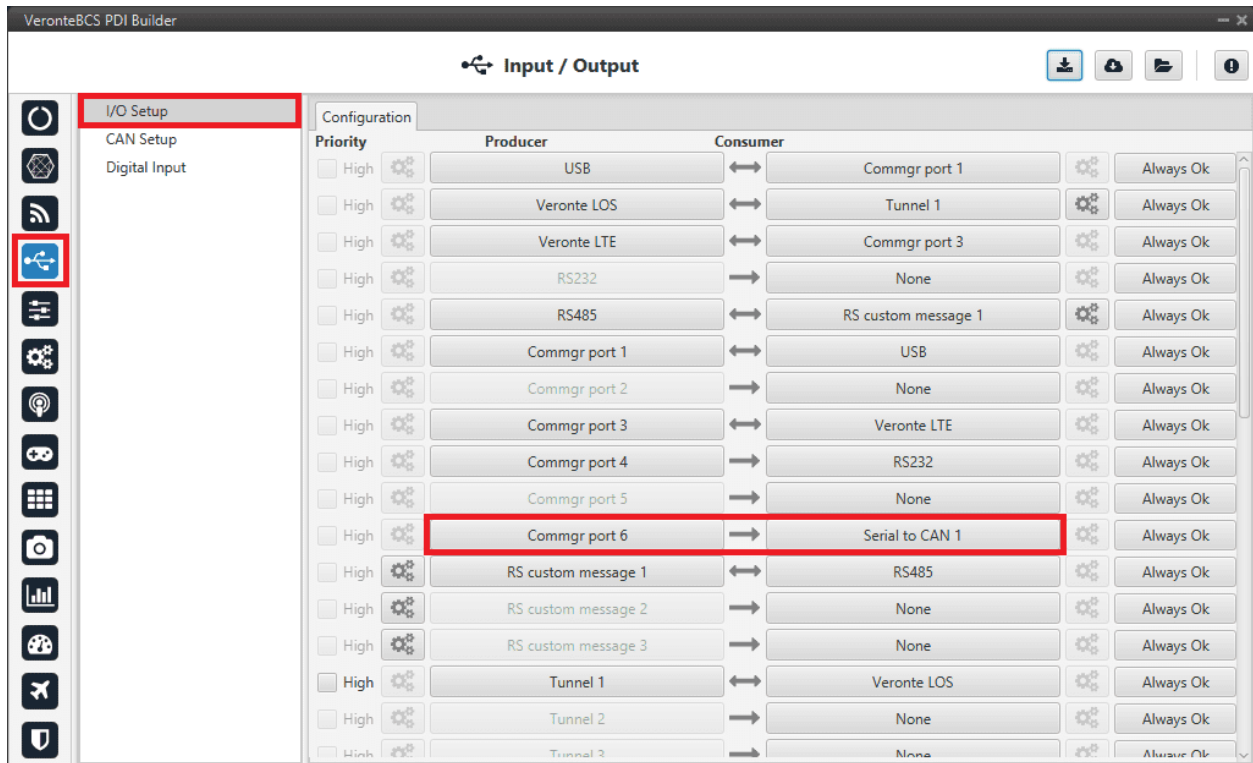 VeronteBCS PDI Builder
Input / Output
I/O Setup
CAN Setup
Digital Input
Configuration
Priority Producer Consumer
High USB Commgr port 1 Always Ok
High Veronte LOS Tunnel 1 Always Ok
High Veronte LTE Commgr port 3 Always Ok
High RS232 None Always Ok
High RS485 RS custom message 1 Always Ok
High Commgr port 1 USB Always Ok
High Commgr port 2 None Always Ok
High Commgr port 3 Veronte LTE Always Ok
High Commgr port 4 RS232 Always Ok
High Commgr port 5 None Always Ok
High Commgr port 6 Serial to CAN 1 Always Ok
High RS custom message 1 RS485 Always Ok
High RS custom message 2 None Always Ok
High RS custom message 3 None Always Ok
High Tunnel 1 Veronte LOS Always Ok
High Tunnel 2 None Always Ok
High Tunnel 3 None Always Ok